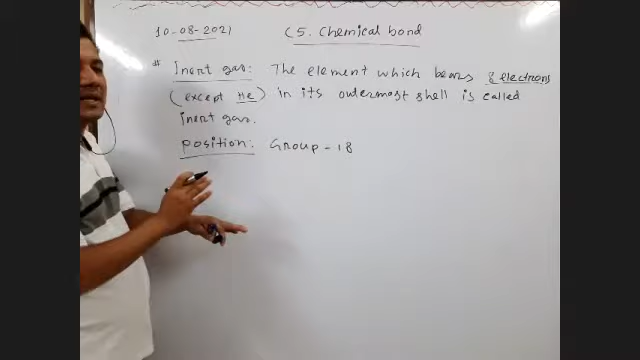 10-08-2021
C5. Chemical bond
* Inert gas: The element which bears 8 electrons
(except He) in its outermost shell is called
inert gas.
Position: Group - 18